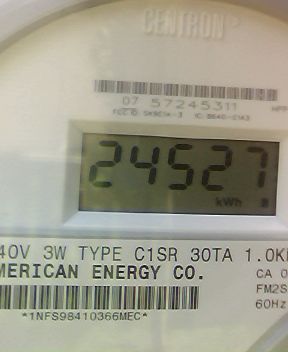 CENTRON
07 57245311
24527
kWh
40V 3W TYPE C1SR 30TA 1.0K
MERICAN ENERGY CO.
CA 0
FM2S
60Hz
*1NFS98410366MEC*